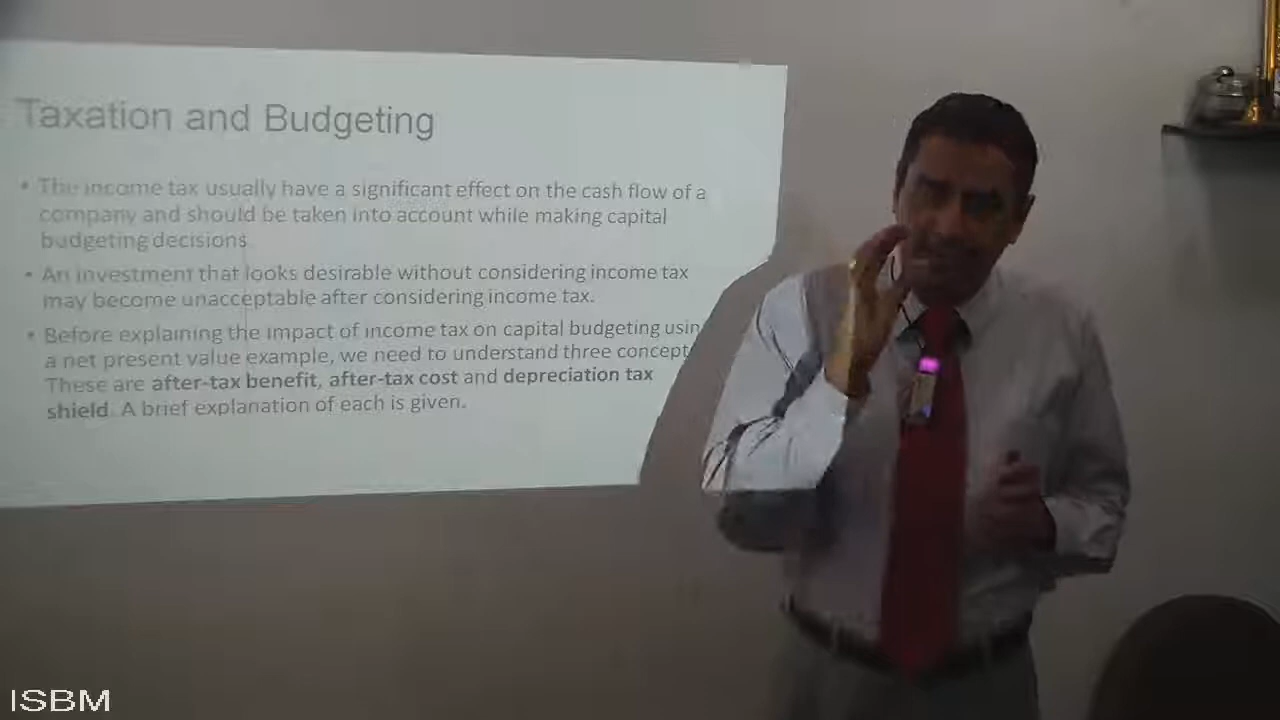 Taxation and Budgeting
• The income tax usually have a significant effect on the cash flow of a
company and should be taken into account while making capital
budgeting decisions.
• An investment that looks desirable without considering income tax
may become unacceptable after considering income tax.
• Before explaining the impact of income tax on capital budgeting usin
a net present value example, we need to understand three concept
These are after-tax benefit, after-tax cost and depreciation tax
shield. A brief explanation of each is given.
ISBM